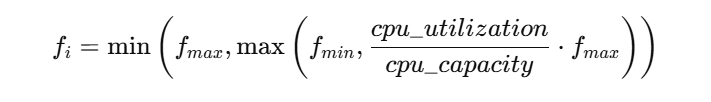 f_i = min ( f_max, max ( f_min, cpu_utilization / cpu_capacity · f_max ) )